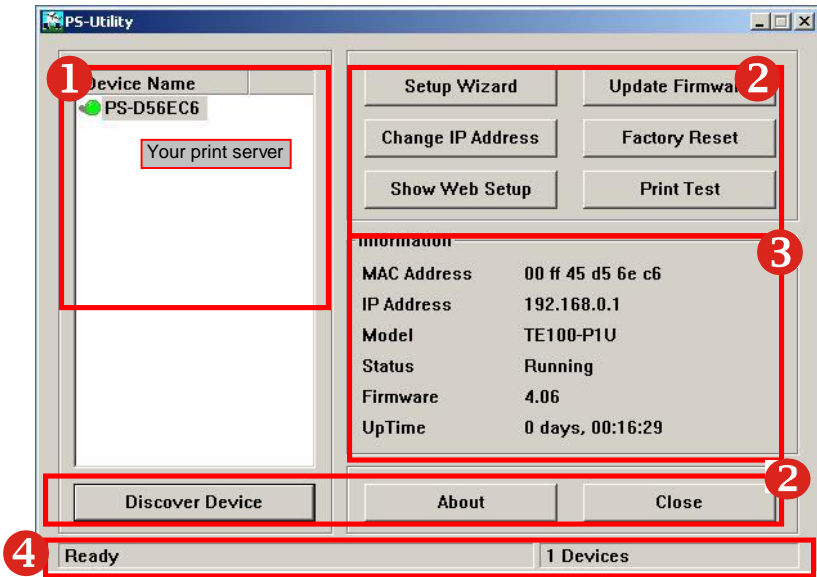 PS-Utility
1
Device Name
PS-D56EC6
Your print server
2
Setup Wizard
Update Firmwa
Change IP Address
Factory Reset
Show Web Setup
Print Test
3
Information
MAC Address 00 ff 45 d5 6e c6
IP Address 192.168.0.1
Model TE100-P1U
Status Running
Firmware 4.06
UpTime 0 days, 00:16:29
2
Discover Device
About
Close
4
Ready
1 Devices